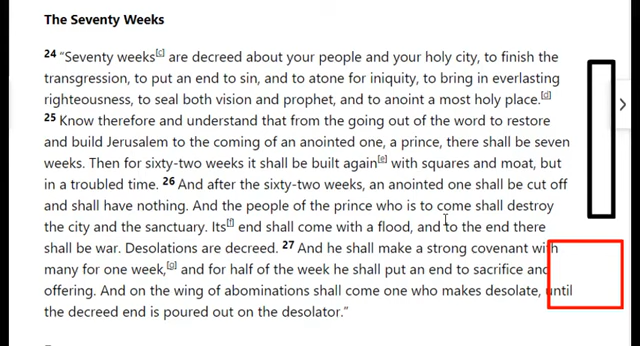 The Seventy Weeks
24 “Seventy weeks[c] are decreed about your people and your holy city, to finish the
transgression, to put an end to sin, and to atone for iniquity, to bring in everlasting
righteousness, to seal both vision and prophet, and to anoint a most holy place.[d]
25 Know therefore and understand that from the going out of the word to restore
and build Jerusalem to the coming of an anointed one, a prince, there shall be seven
weeks. Then for sixty-two weeks it shall be built again[e] with squares and moat, but
in a troubled time. 26 And after the sixty-two weeks, an anointed one shall be cut off
and shall have nothing. And the people of the prince who is to come shall destroy
the city and the sanctuary. Its[f] end shall come with a flood, and to the end there
shall be war. Desolations are decreed. 27 And he shall make a strong covenant with
many for one week,[g] and for half of the week he shall put an end to sacrifice and
offering. And on the wing of abominations shall come one who makes desolate, until
the decreed end is poured out on the desolator.”